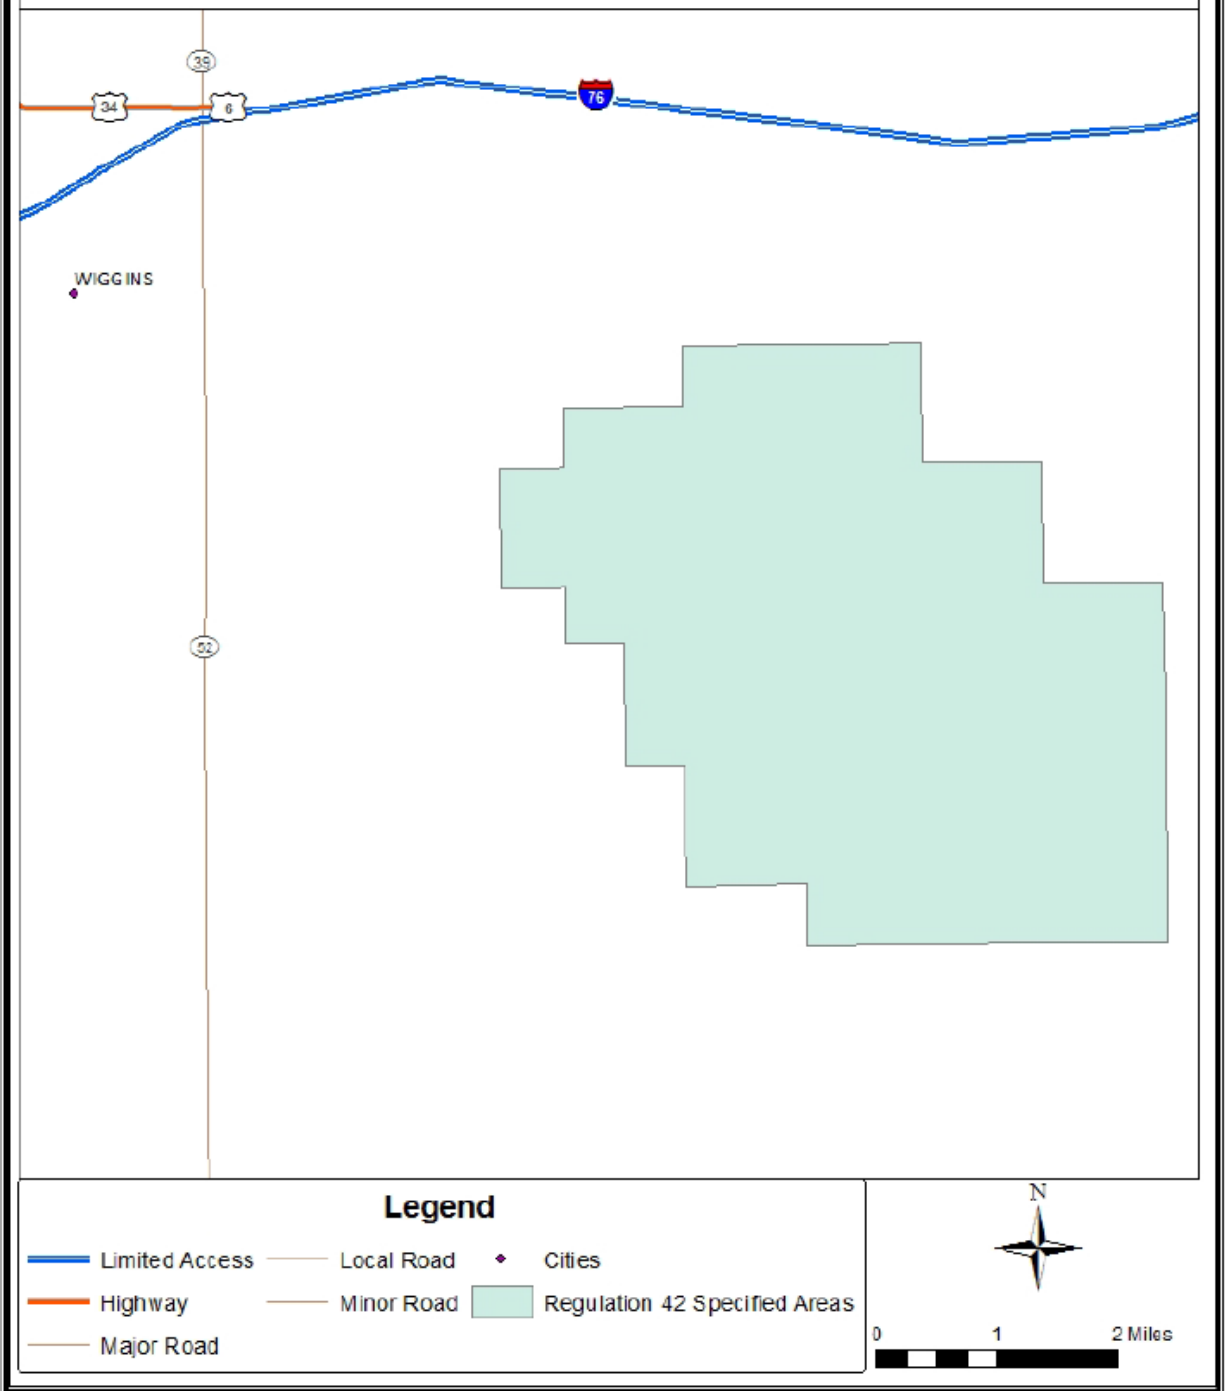 39
34
6
76
WIGGINS
52
Legend
Limited Access
Local Road
Cities
Highway
Minor Road
Regulation 42 Specified Areas
Major Road
N
0 1 2 Miles